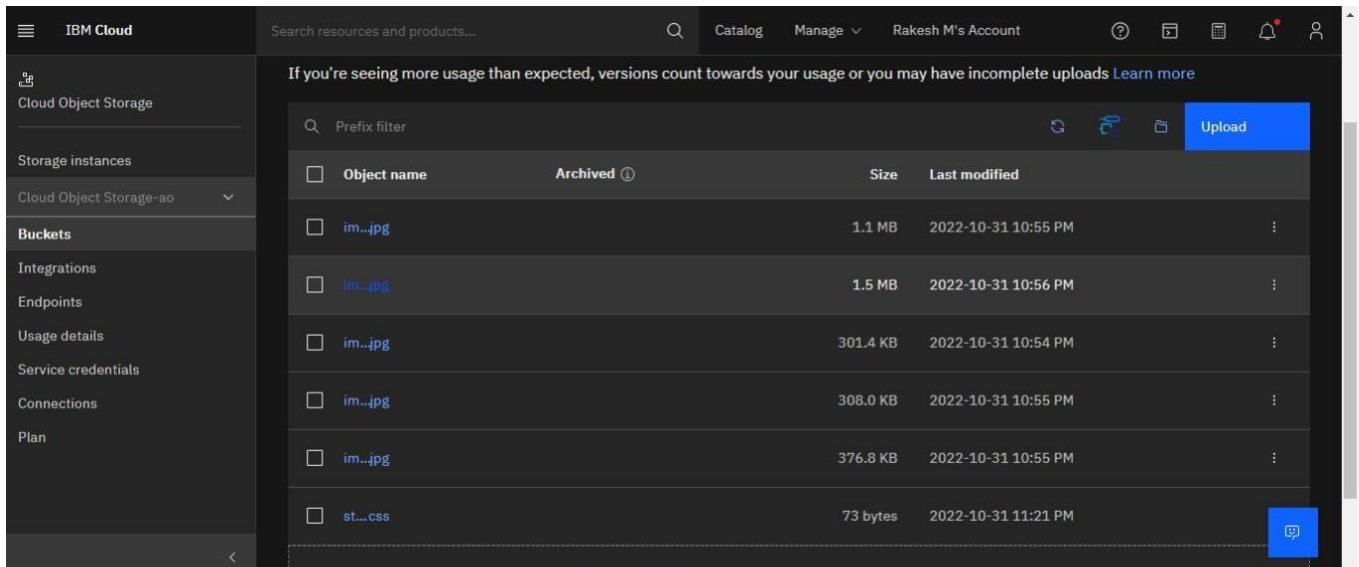 IBM Cloud
Search resources and products...
Catalog
Manage
Rakesh M's Account
Cloud Object Storage
Storage instances
Cloud Object Storage-ao
Buckets
Integrations
Endpoints
Usage details
Service credentials
Connections
Plan
If you're seeing more usage than expected, versions count towards your usage or you may have incomplete uploads Learn more
Prefix filter
Upload
Object name Archived Size Last modified
im...jpg 1.1 MB 2022-10-31 10:55 PM
im...jpg 1.5 MB 2022-10-31 10:56 PM
im...jpg 301.4 KB 2022-10-31 10:54 PM
im...jpg 308.0 KB 2022-10-31 10:55 PM
im...jpg 376.8 KB 2022-10-31 10:55 PM
st...css 73 bytes 2022-10-31 11:21 PM